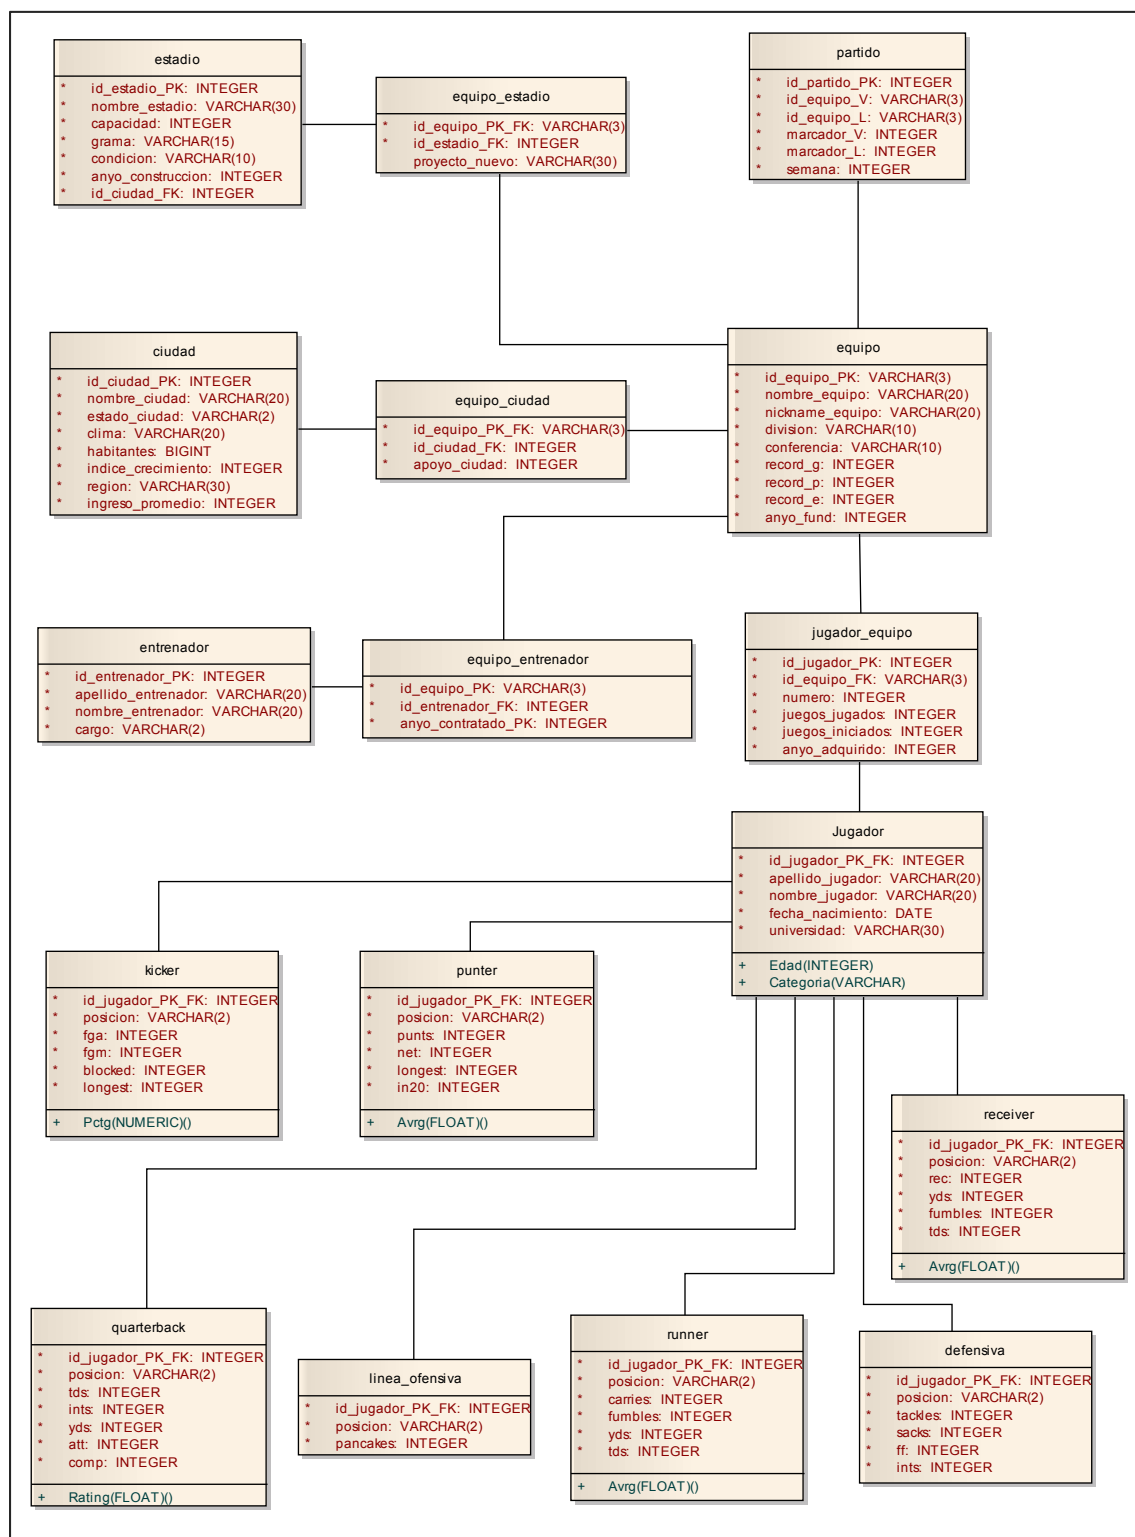 estadio
* id_estadio_PK: INTEGER
* nombre_estadio: VARCHAR(30)
* capacidad: INTEGER
* grama: VARCHAR(15)
* condicion: VARCHAR(10)
* anyo_construccion: INTEGER
* id_ciudad_FK: INTEGER
equipo_estadio
* id_equipo_PK_FK: VARCHAR(3)
* id_estadio_FK: INTEGER
proyecto_nuevo: VARCHAR(30)
partido
* id_partido_PK: INTEGER
* id_equipo_V: VARCHAR(3)
* id_equipo_L: VARCHAR(3)
* marcador_V: INTEGER
* marcador_L: INTEGER
* semana: INTEGER
ciudad
* id_ciudad_PK: INTEGER
* nombre_ciudad: VARCHAR(20)
* estado_ciudad: VARCHAR(2)
* clima: VARCHAR(20)
* habitantes: BIGINT
* indice_crecimiento: INTEGER
* region: VARCHAR(30)
* ingreso_promedio: INTEGER
equipo_ciudad
* id_equipo_PK_FK: VARCHAR(3)
* id_ciudad_FK: INTEGER
* apoyo_ciudad: INTEGER
equipo
* id_equipo_PK: VARCHAR(3)
* nombre_equipo: VARCHAR(20)
* nickname_equipo: VARCHAR(20)
* division: VARCHAR(10)
* conferencia: VARCHAR(10)
* record_g: INTEGER
* record_p: INTEGER
* record_e: INTEGER
* anyo_fund: INTEGER
entrenador
* id_entrenador_PK: INTEGER
* apellido_entrenador: VARCHAR(20)
* nombre_entrenador: VARCHAR(20)
* cargo: VARCHAR(2)
equipo_entrenador
* id_equipo_PK: VARCHAR(3)
* id_entrenador_FK: INTEGER
* anyo_contratado_PK: INTEGER
jugador_equipo
* id_jugador_PK: INTEGER
* id_equipo_FK: VARCHAR(3)
* numero: INTEGER
* juegos_jugados: INTEGER
* juegos_iniciados: INTEGER
* anyo_adquirido: INTEGER
Jugador
* id_jugador_PK_FK: INTEGER
* apellido_jugador: VARCHAR(20)
* nombre_jugador: VARCHAR(20)
* fecha_nacimiento: DATE
* universidad: VARCHAR(30)
+ Edad(INTEGER)
+ Categoria(VARCHAR)
kicker
* id_jugador_PK_FK: INTEGER
* posicion: VARCHAR(2)
* fga: INTEGER
* fgm: INTEGER
* blocked: INTEGER
* longest: INTEGER
+ Pctg(NUMERIC)()
punter
* id_jugador_PK_FK: INTEGER
* posicion: VARCHAR(2)
* punts: INTEGER
* net: INTEGER
* longest: INTEGER
* in20: INTEGER
+ Avrg(FLOAT)()
receiver
* id_jugador_PK_FK: INTEGER
* posicion: VARCHAR(2)
* rec: INTEGER
* yds: INTEGER
* fumbles: INTEGER
* tds: INTEGER
+ Avrg(FLOAT)()
quarterback
* id_jugador_PK_FK: INTEGER
* posicion: VARCHAR(2)
* tds: INTEGER
* ints: INTEGER
* yds: INTEGER
* att: INTEGER
* comp: INTEGER
+ Rating(FLOAT)()
linea_ofensiva
* id_jugador_PK_FK: INTEGER
* posicion: VARCHAR(2)
* pancakes: INTEGER
runner
* id_jugador_PK_FK: INTEGER
* posicion: VARCHAR(2)
* carries: INTEGER
* fumbles: INTEGER
* yds: INTEGER
* tds: INTEGER
+ Avrg(FLOAT)()
defensiva
* id_jugador_PK_FK: INTEGER
* posicion: VARCHAR(2)
* tackles: INTEGER
* sacks: INTEGER
* ff: INTEGER
* ints: INTEGER